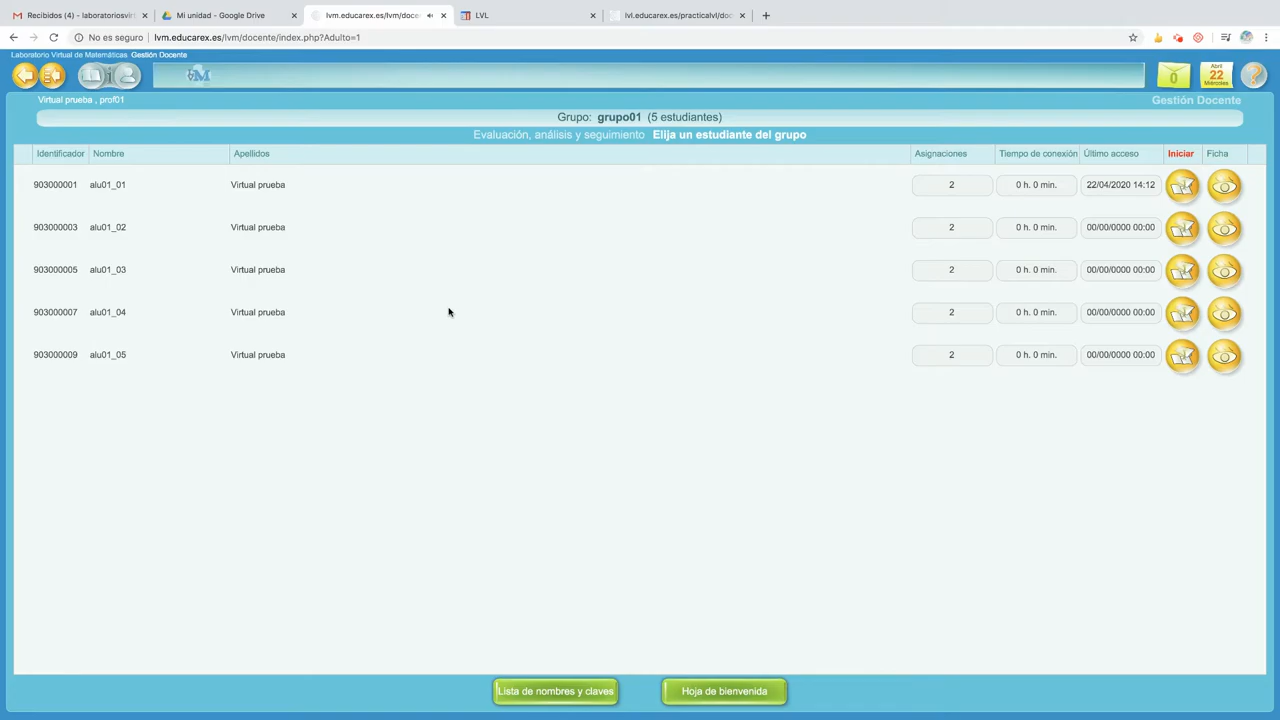 Recibidos (4) - laboratoriosvir
Mi unidad - Google Drive
lvm.educarex.es/lvm/doce
LVL
lvl.educarex.es/practicalvl/doc
No es seguro
lvm.educarex.es/lvm/docente/index.php?Adulto=1
Laboratorio Virtual de Matemáticas Gestión Docente
0
Abril
22
Miércoles
?
Virtual prueba , prof01
Gestión Docente
Grupo: grupo01 (5 estudiantes)
Evaluación, análisis y seguimiento Elija un estudiante del grupo
Identificador Nombre Apellidos Asignaciones Tiempo de conexión Último acceso Iniciar Ficha
903000001 alu01_01 Virtual prueba 2 0 h. 0 min. 22/04/2020 14:12
903000003 alu01_02 Virtual prueba 2 0 h. 0 min. 00/00/0000 00:00
903000005 alu01_03 Virtual prueba 2 0 h. 0 min. 00/00/0000 00:00
903000007 alu01_04 Virtual prueba 2 0 h. 0 min. 00/00/0000 00:00
903000009 alu01_05 Virtual prueba 2 0 h. 0 min. 00/00/0000 00:00
Lista de nombres y claves
Hoja de bienvenida